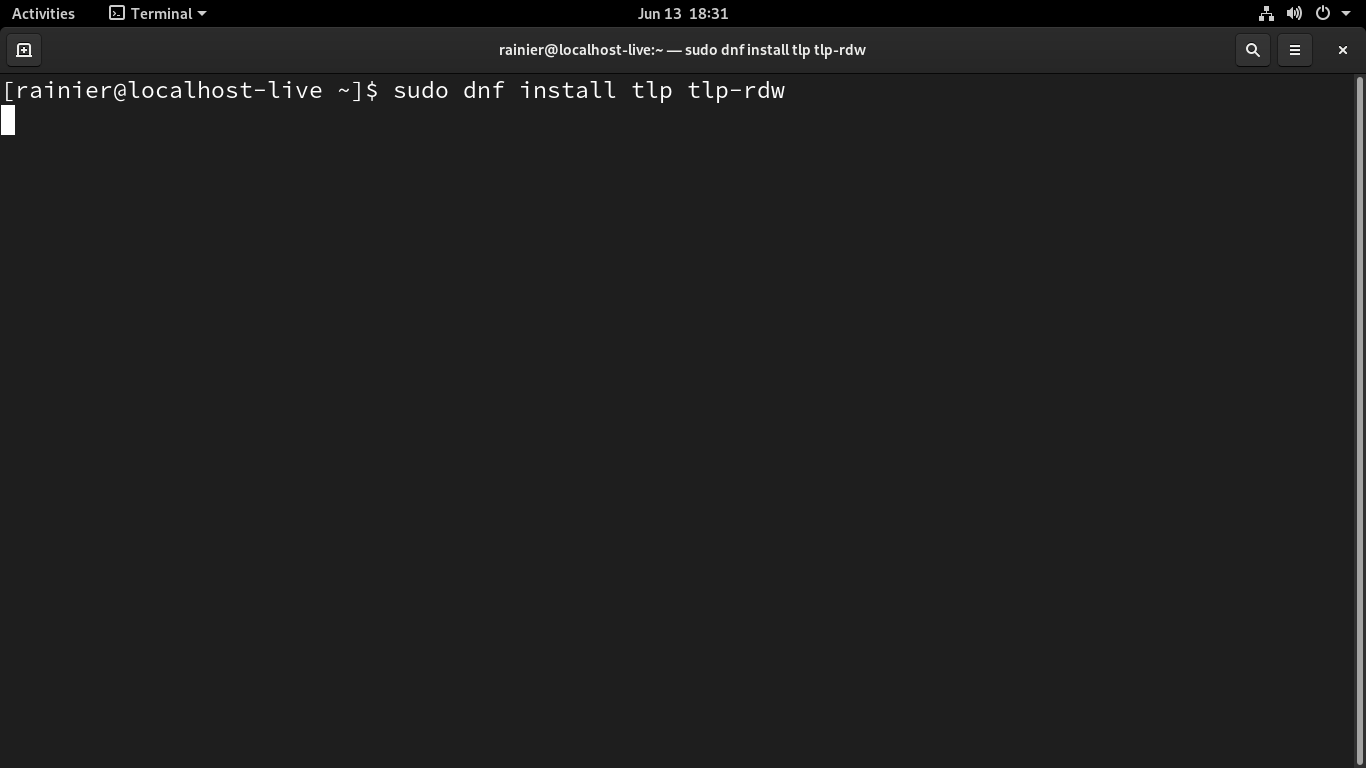 Activities Terminal Jun 13 18:31
rainier@localhost-live:~ — sudo dnf install tlp tlp-rdw
[rainier@localhost-live ~]$ sudo dnf install tlp tlp-rdw